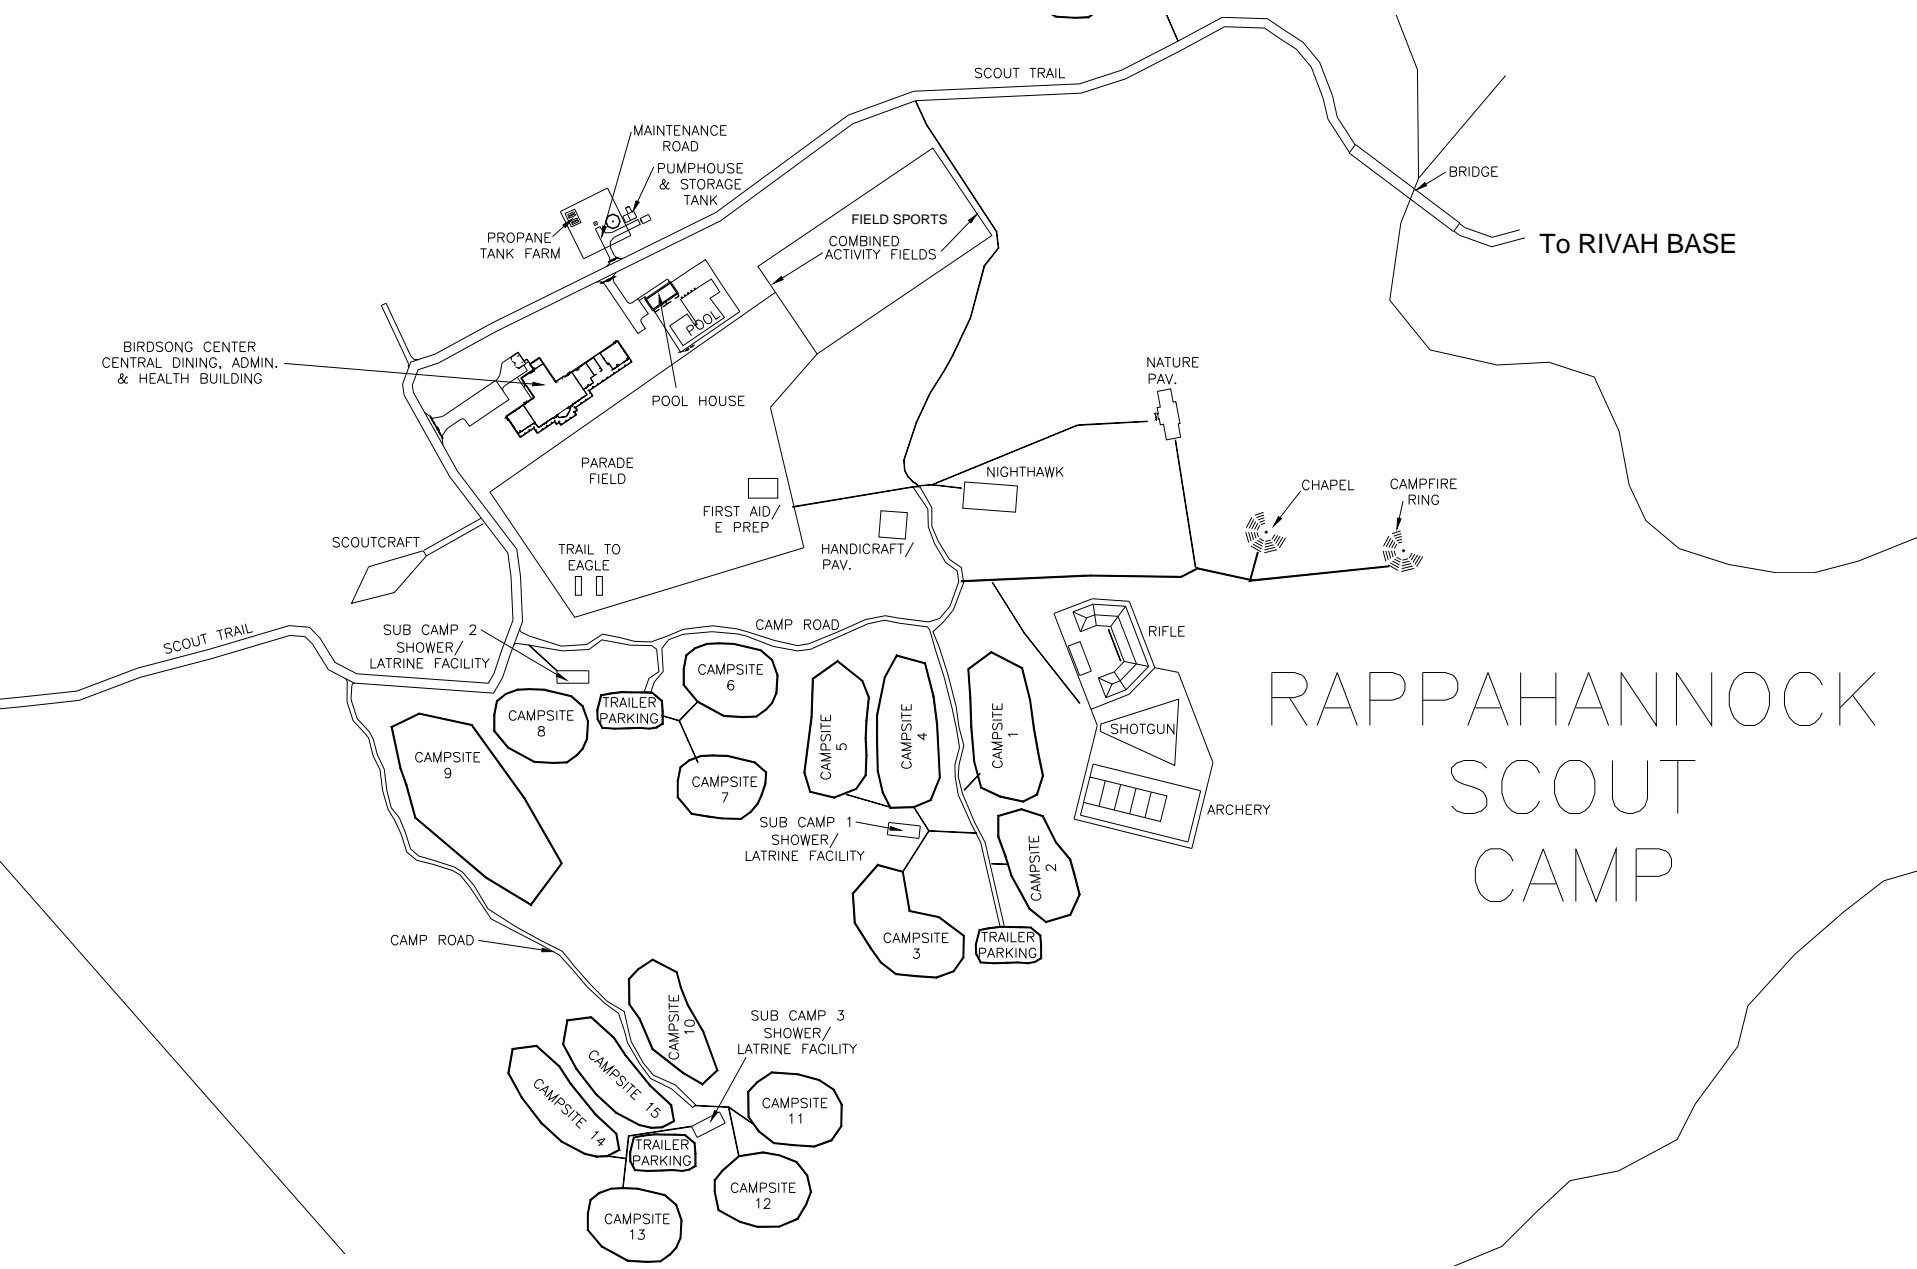 SCOUT TRAIL
MAINTENANCE
ROAD
PUMPHOUSE
& STORAGE
TANK
BRIDGE
FIELD SPORTS
COMBINED
ACTIVITY FIELDS
PROPANE
TANK FARM
To RIVAH BASE
POOL
BIRDSONG CENTER
CENTRAL DINING, ADMIN.
& HEALTH BUILDING
POOL HOUSE
NATURE
PAV.
PARADE
FIELD
NIGHTHAWK
CHAPEL
CAMPFIRE
RING
FIRST AID/
E PREP
SCOUTCRAFT
TRAIL TO
EAGLE
HANDICRAFT/
PAV.
SCOUT TRAIL
SUB CAMP 2
SHOWER/
LATRINE FACILITY
CAMP ROAD
RIFLE
CAMPSITE
6
TRAILER
PARKING
CAMPSITE
8
CAMPSITE
5
CAMPSITE
4
CAMPSITE
1
SHOTGUN
RAPPAHANNOCK
SCOUT
CAMP
CAMPSITE
9
CAMPSITE
7
ARCHERY
SUB CAMP 1
SHOWER/
LATRINE FACILITY
CAMPSITE
2
CAMPSITE
3
TRAILER
PARKING
CAMP ROAD
CAMPSITE
10
SUB CAMP 3
SHOWER/
LATRINE FACILITY
CAMPSITE 15
CAMPSITE 14
CAMPSITE
11
TRAILER
PARKING
CAMPSITE
12
CAMPSITE
13